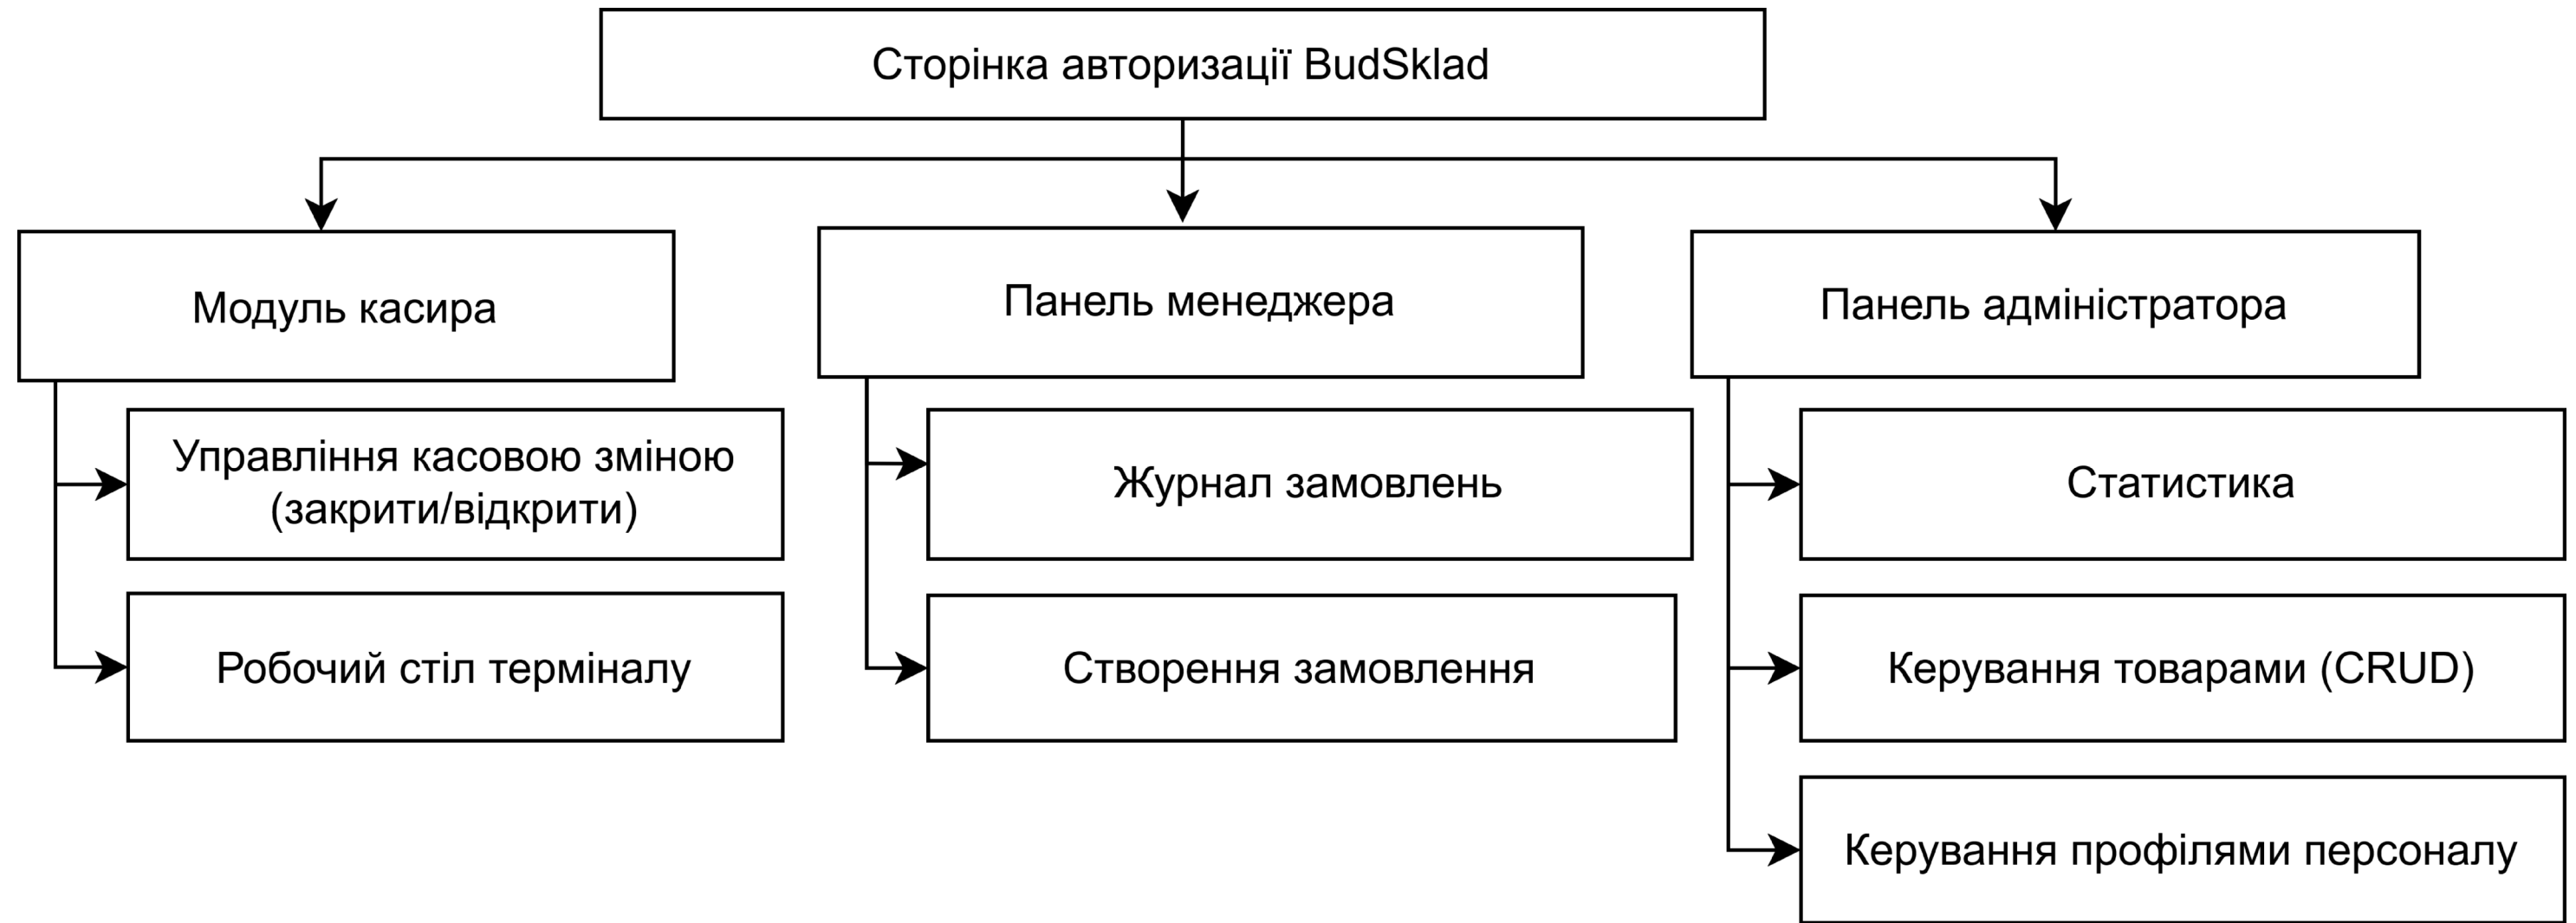 Сторінка авторизації BudSklad
Модуль касира
Панель менеджера
Панель адміністратора
Управління касовою зміною
(закрити/відкрити)
Журнал замовлень
Статистика
Робочий стіл терміналу
Створення замовлення
Керування товарами (CRUD)
Керування профілями персоналу